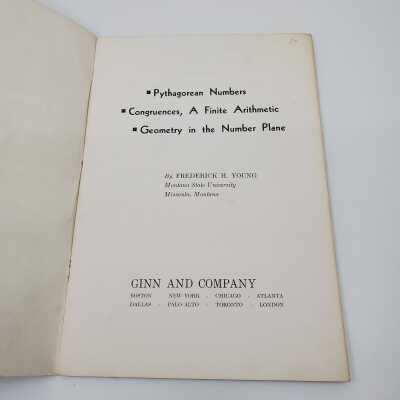 ▪ Pythagorean Numbers
▪ Congruences, A Finite Arithmetic
▪ Geometry in the Number Plane
By FREDERICK H. YOUNG
Montana State University
Missoula, Montana
GINN AND COMPANY
BOSTON · NEW YORK · CHICAGO · ATLANTA
DALLAS · PALO ALTO · TORONTO · LONDON